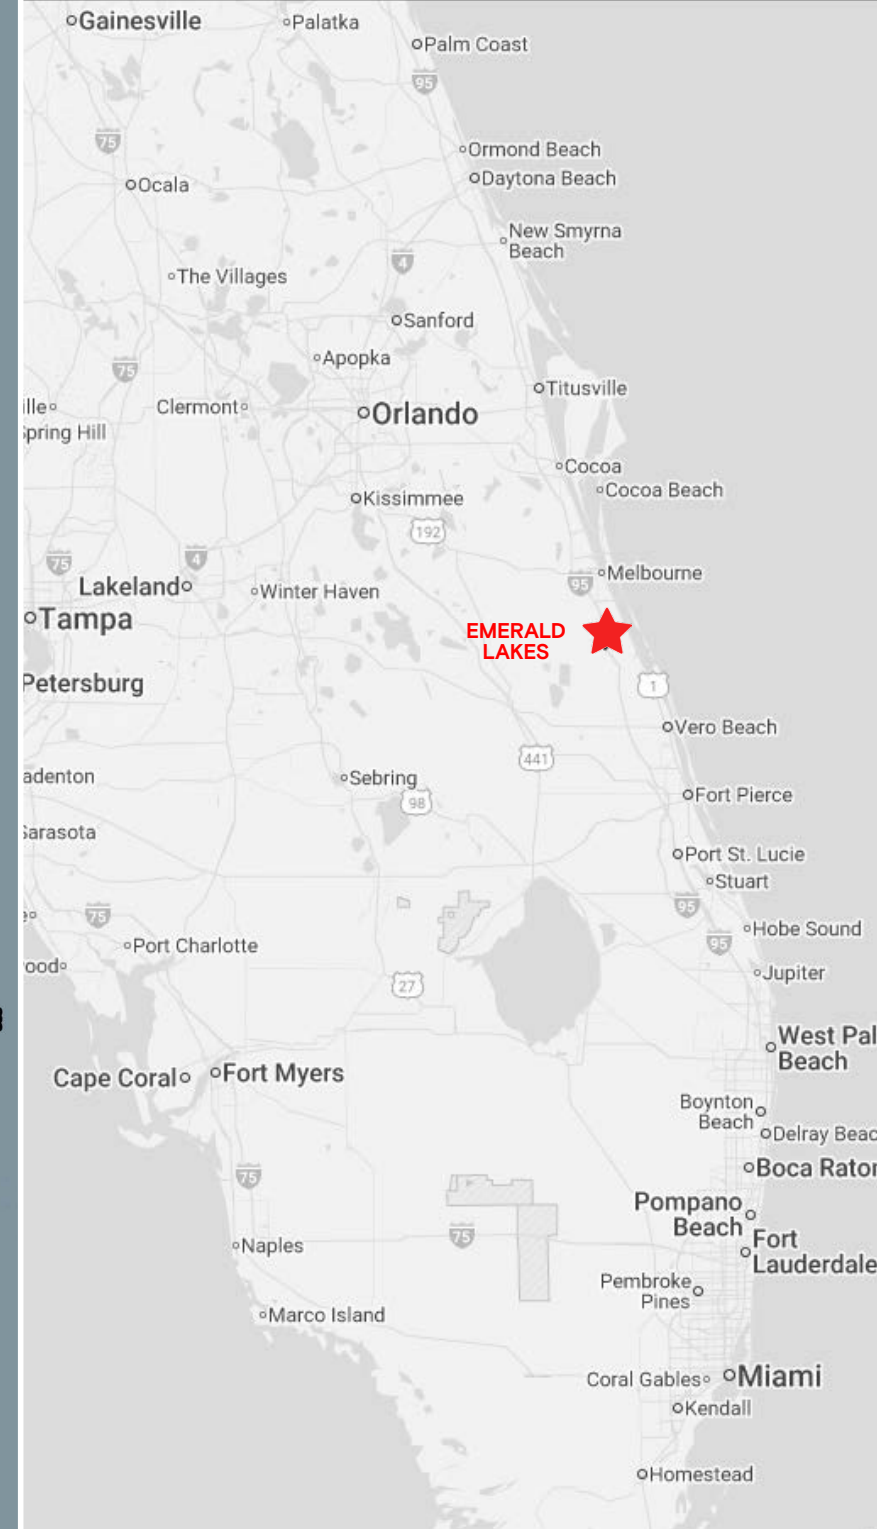 Gainesville
Palatka
Palm Coast
95
75
Ormond Beach
Daytona Beach
Ocala
New Smyrna
Beach
4
The Villages
Sanford
Apopka
75
Titusville
ille
Clermont
Orlando
Spring Hill
Cocoa
Cocoa Beach
Kissimmee
192
75
4
Melbourne
95
Lakeland
Winter Haven
Tampa
EMERALD
LAKES
Petersburg
1
Vero Beach
441
adenton
Sebring
98
Fort Pierce
Sarasota
Port St. Lucie
Stuart
95
75
Hobe Sound
95
Port Charlotte
ood
Jupiter
27
West Pal
Beach
Cape Coral
Fort Myers
Boynton
Beach
Delray Beac
Boca Raton
75
Pompano
Beach
75
Fort
Lauderdale
Naples
Pembroke
Pines
Marco Island
Coral Gables
Miami
Kendall
Homestead